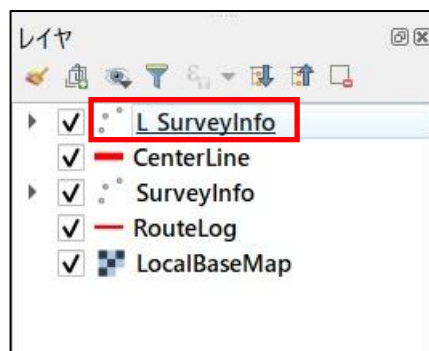 レイヤ
L_SurveyInfo
CenterLine
SurveyInfo
RouteLog
LocalBaseMap